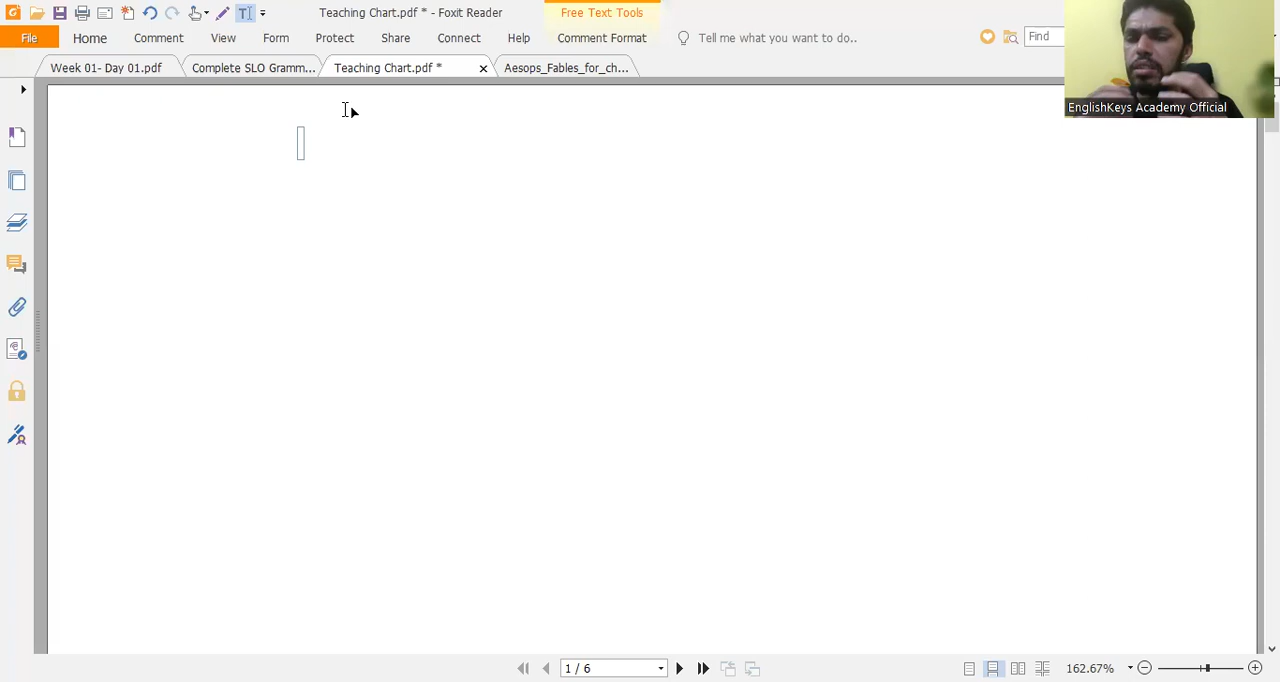 Teaching Chart.pdf * - Foxit Reader
Free Text Tools
File
Home
Comment
View
Form
Protect
Share
Connect
Help
Comment Format
Tell me what you want to do..
Find
Week 01- Day 01.pdf
Complete SLO Gramm...
Teaching Chart.pdf *
Aesops_Fables_for_ch...
EnglishKeys Academy Official
1 / 6
162.67%